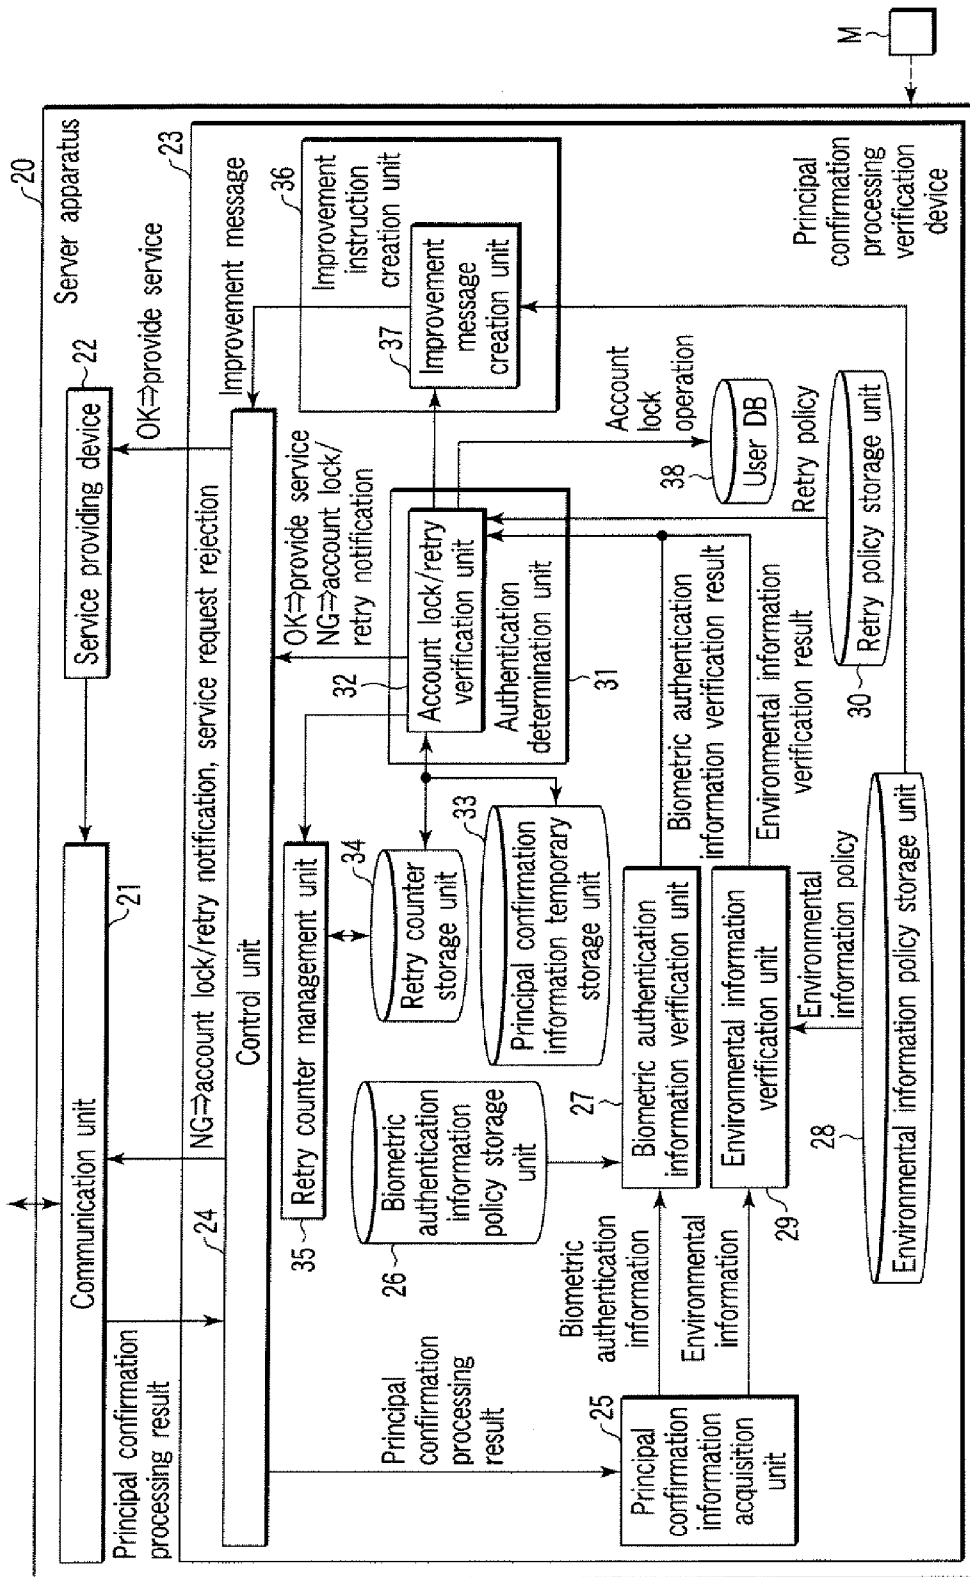 20
Server apparatus
M
Communication unit
21
Service providing device
22
OK⇒provide service
Principal confirmation
processing result
23
24
NG⇒account lock/retry notification, service request rejection
Control unit
Improvement message
35
Retry counter management unit
OK⇒provide service
NG⇒account lock/
retry notification
36
Improvement
instruction
creation unit
37
Improvement
message
creation unit
34
Retry counter
storage unit
32
Account lock/retry
verification unit
Authentication
determination unit
31
Principal
confirmation
processing
result
26
Biometric
authentication
information
policy storage
unit
33
Principal confirmation
information temporary
storage unit
Account
lock
operation
38
User DB
25
Principal
confirmation
information
acquisition
unit
Biometric
authentication
information
Environmental
information
27
Biometric authentication
information verification unit
Environmental information
verification unit
29
Biometric authentication
information verification result
Environmental information
verification result
Retry policy
30
Retry policy storage unit
Environmental
information policy
28
Environmental information policy storage unit
Principal
confirmation
processing
verification
device